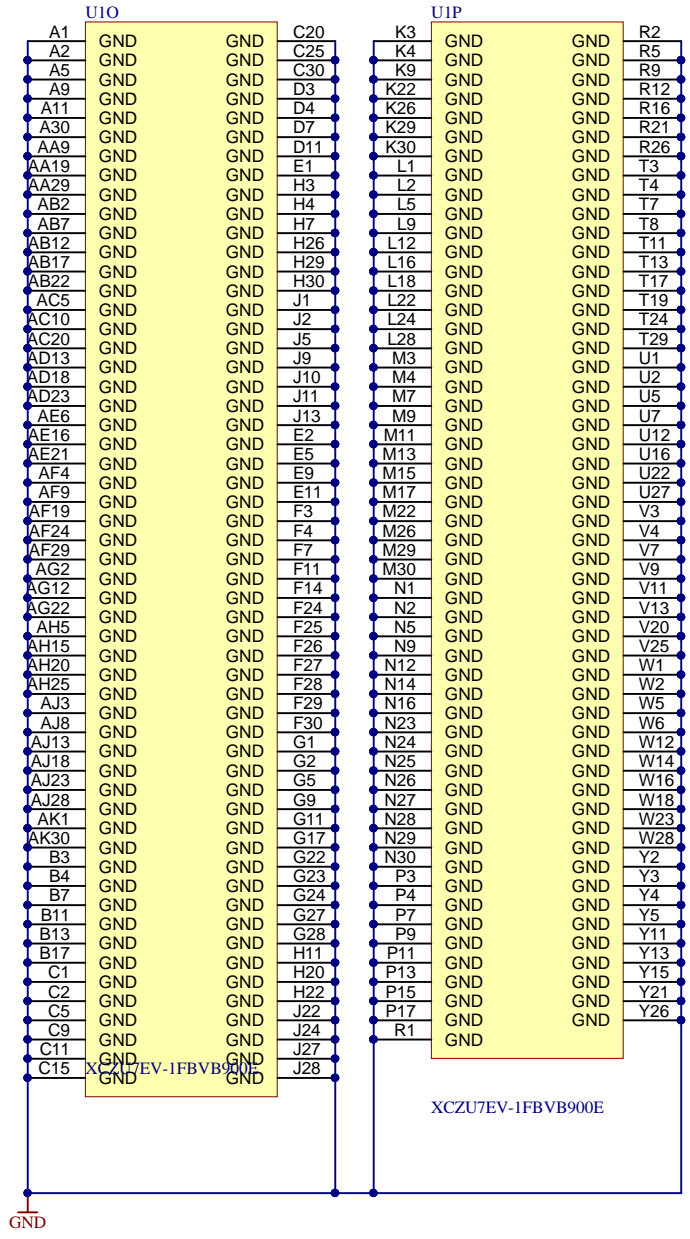 U1O
A1 GND GND C20
A2 GND GND C25
A5 GND GND C30
A9 GND GND D3
A11 GND GND D4
A30 GND GND D7
AA9 GND GND D11
AA19 GND GND E1
AA29 GND GND H3
AB2 GND GND H4
AB7 GND GND H7
AB12 GND GND H26
AB17 GND GND H29
AB22 GND GND H30
AC5 GND GND J1
AC10 GND GND J2
AC20 GND GND J5
AD13 GND GND J9
AD18 GND GND J10
AD23 GND GND J11
AE6 GND GND J13
AE16 GND GND E2
AE21 GND GND E5
AF4 GND GND E9
AF9 GND GND E11
AF19 GND GND F3
AF24 GND GND F4
AF29 GND GND F7
AG2 GND GND F11
AG12 GND GND F14
AG22 GND GND F24
AH5 GND GND F25
AH15 GND GND F26
AH20 GND GND F27
AH25 GND GND F28
AJ3 GND GND F29
AJ8 GND GND F30
AJ13 GND GND G1
AJ18 GND GND G2
AJ23 GND GND G5
AJ28 GND GND G9
AK1 GND GND G11
AK30 GND GND G17
B3 GND GND G22
B4 GND GND G23
B7 GND GND G24
B11 GND GND G27
B13 GND GND G28
B17 GND GND H11
C1 GND GND H20
C2 GND GND H22
C5 GND GND J22
C9 GND GND J24
C11 GND GND J27
C15 GND GND J28
XCZU7EV-1FBVB900E
U1P
K3 GND GND R2
K4 GND GND R5
K9 GND GND R9
K22 GND GND R12
K26 GND GND R16
K29 GND GND R21
K30 GND GND R26
L1 GND GND T3
L2 GND GND T4
L5 GND GND T7
L9 GND GND T8
L12 GND GND T11
L16 GND GND T13
L18 GND GND T17
L22 GND GND T19
L24 GND GND T24
L28 GND GND T29
M3 GND GND U1
M4 GND GND U2
M7 GND GND U5
M9 GND GND U7
M11 GND GND U12
M13 GND GND U16
M15 GND GND U22
M17 GND GND U27
M22 GND GND V3
M26 GND GND V4
M29 GND GND V7
M30 GND GND V9
N1 GND GND V11
N2 GND GND V13
N5 GND GND V20
N9 GND GND V25
N12 GND GND W1
N14 GND GND W2
N16 GND GND W5
N23 GND GND W6
N24 GND GND W12
N25 GND GND W14
N26 GND GND W16
N27 GND GND W18
N28 GND GND W23
N29 GND GND W28
N30 GND GND Y2
P3 GND GND Y3
P4 GND GND Y4
P7 GND GND Y5
P9 GND GND Y11
P11 GND GND Y13
P13 GND GND Y15
P15 GND GND Y21
P17 GND GND Y26
R1 GND
XCZU7EV-1FBVB900E
GND